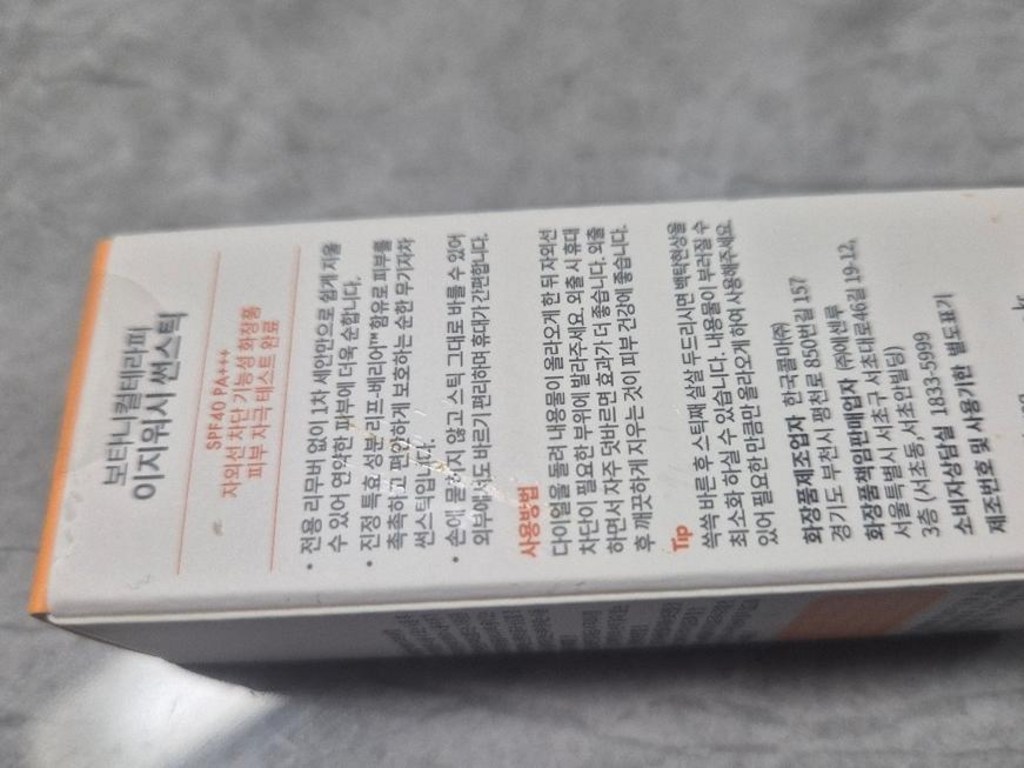 보타니컬테라피
이지워시 썬스틱
SPF40 PA+++
자외선 차단 기능성 화장품
피부 자극 테스트 완료
• 전용 리무버 없이 1차 세안만으로 쉽게 지울
수 있어 연약한 피부에 더욱 순합니다.
• 진정 특효 성분 리프-베리어™ 함유로 피부를
촉촉하고 편안하게 보호하는 순한 무기자차
썬스틱입니다.
• 손에 묻히지 않고 스틱 그대로 바를 수 있어
외부에서도 바르기 편리하며 휴대가 간편합니다.
사용방법
다이얼을 돌려 내용물이 올라오게 한 뒤 자외선
차단이 필요한 부위에 발라주세요. 외출 시 휴대
하면서 자주 덧바르면 효과가 더 좋습니다. 외출
후 깨끗하게 지우는 것이 피부 건강에 좋습니다.
Tip
쓱쓱 바른 후 스틱째 살살 두드리시면 백탁현상을
최소화 하실 수 있습니다. 내용물이 부러질 수
있어 필요한 만큼만 올라오게 하여 사용해주세요.
화장품제조업자 한국콜마(주)
경기도 부천시 평천로 850번길 157
화장품책임판매업자 (주)에센루
서울특별시 서초구 서초대로46길 19-12,
3층 (서초동, 서초인빌딩)
소비자상담실 1833-5999
제조번호 및 사용기한 별도표기